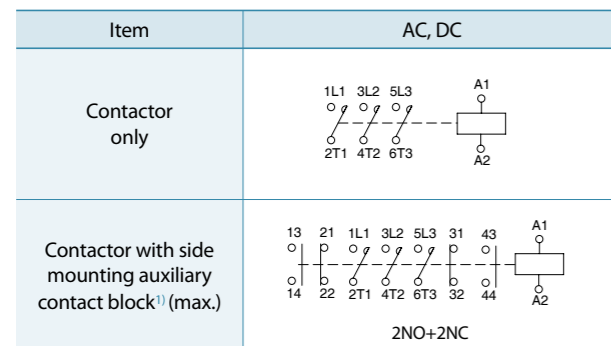 Item AC, DC
Contactor
only
1L1 3L2 5L3 A1
2T1 4T2 6T3 A2
Contactor with side
mounting auxiliary
contact block1) (max.)
13 21 1L1 3L2 5L3 31 43 A1
14 22 2T1 4T2 6T3 32 44 A2
2NO+2NC